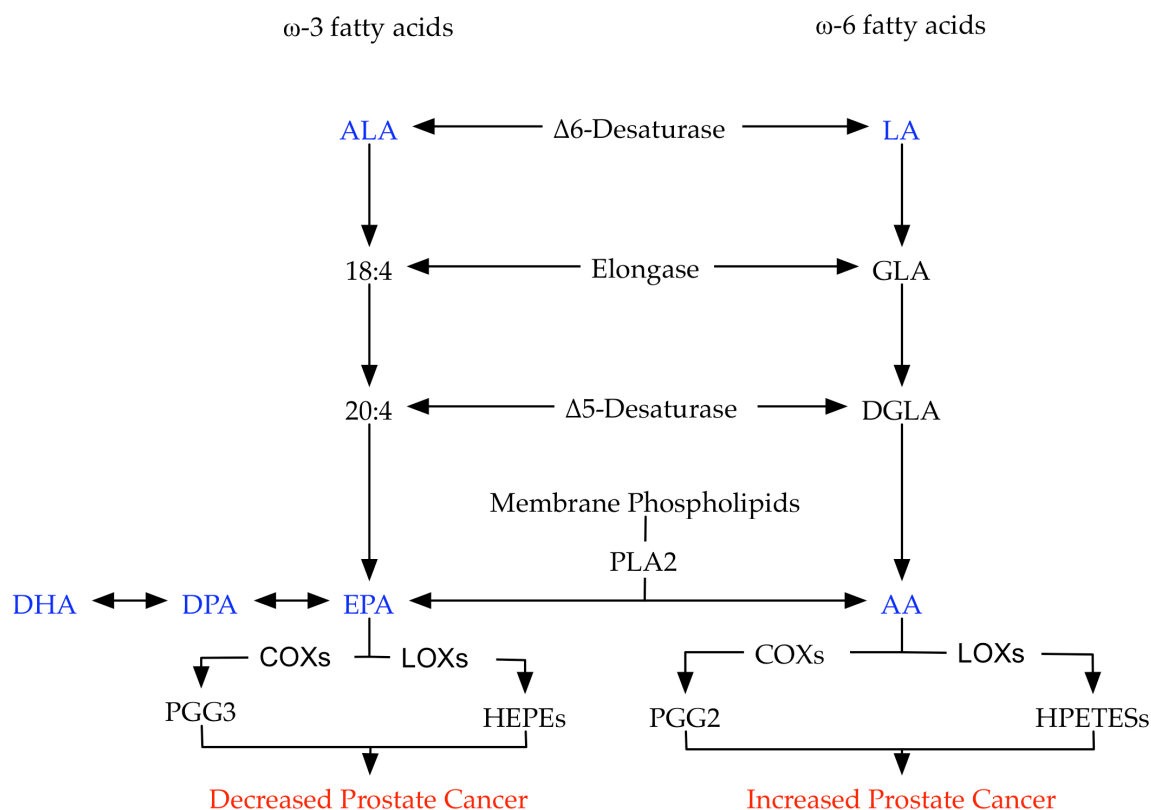 ω-3 fatty acids
ω-6 fatty acids
ALA
Δ6-Desaturase
LA
18:4
Elongase
GLA
20:4
Δ5-Desaturase
DGLA
Membrane Phospholipids
PLA2
DHA
DPA
EPA
AA
COXs
LOXs
COXs
LOXs
PGG3
HEPEs
PGG2
HPETESs
Decreased Prostate Cancer
Increased Prostate Cancer